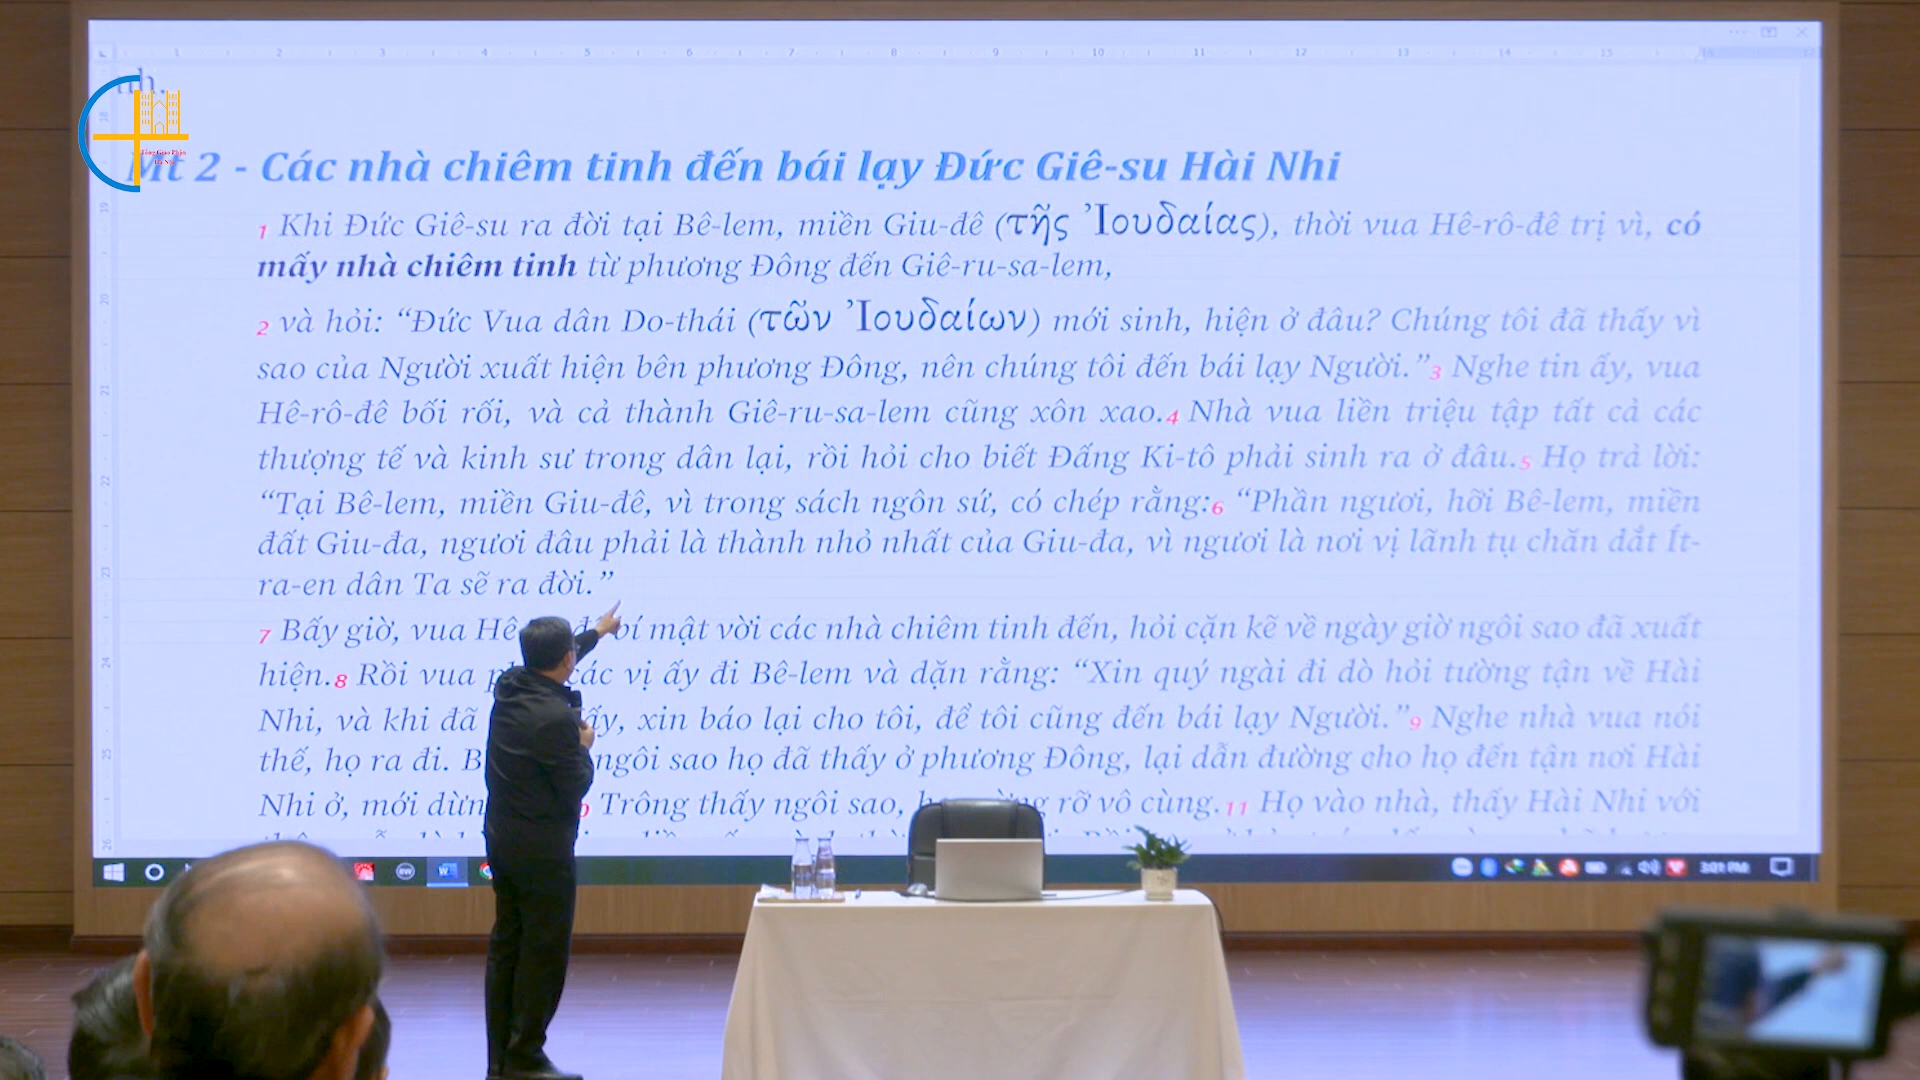 Mt 2 - Các nhà chiêm tinh đến bái lạy Đức Giê-su Hài Nhi
1 Khi Đức Giê-su ra đời tại Bê-lem, miền Giu-đê (τῆς Ἰουδαίας), thời vua Hê-rô-đê trị vì, có
mấy nhà chiêm tinh từ phương Đông đến Giê-ru-sa-lem,
2 và hỏi: “Đức Vua dân Do-thái (τῶν Ἰουδαίων) mới sinh, hiện ở đâu? Chúng tôi đã thấy vì
sao của Người xuất hiện bên phương Đông, nên chúng tôi đến bái lạy Người.”3 Nghe tin ấy, vua
Hê-rô-đê bối rối, và cả thành Giê-ru-sa-lem cũng xôn xao.4 Nhà vua liền triệu tập tất cả các
thượng tế và kinh sư trong dân lại, rồi hỏi cho biết Đấng Ki-tô phải sinh ra ở đâu.5 Họ trả lời:
“Tại Bê-lem, miền Giu-đê, vì trong sách ngôn sứ, có chép rằng:6 “Phần ngươi, hỡi Bê-lem, miền
đất Giu-đa, ngươi đâu phải là thành nhỏ nhất của Giu-đa, vì ngươi là nơi vị lãnh tụ chăn dắt Ít-
ra-en dân Ta sẽ ra đời.”
7 Bấy giờ, vua bí mật vời các nhà chiêm tinh đến, hỏi cặn kẽ về ngày giờ ngôi sao đã xuất
hiện.8 Rồi vua các vị ấy đi Bê-lem và dặn rằng: “Xin quý ngài đi dò hỏi tường tận về Hài
Nhi, và khi đã xin báo lại cho tôi, để tôi cũng đến bái lạy Người.”9 Nghe nhà vua nói
thế, họ ra đi. ngôi sao họ đã thấy ở phương Đông, lại dẫn đường cho họ đến tận nơi Hài
Nhi ở, mới Trông thấy ngôi sao, rỡ vô cùng.11 Họ vào nhà, thấy Hài Nhi với
3:01 PM